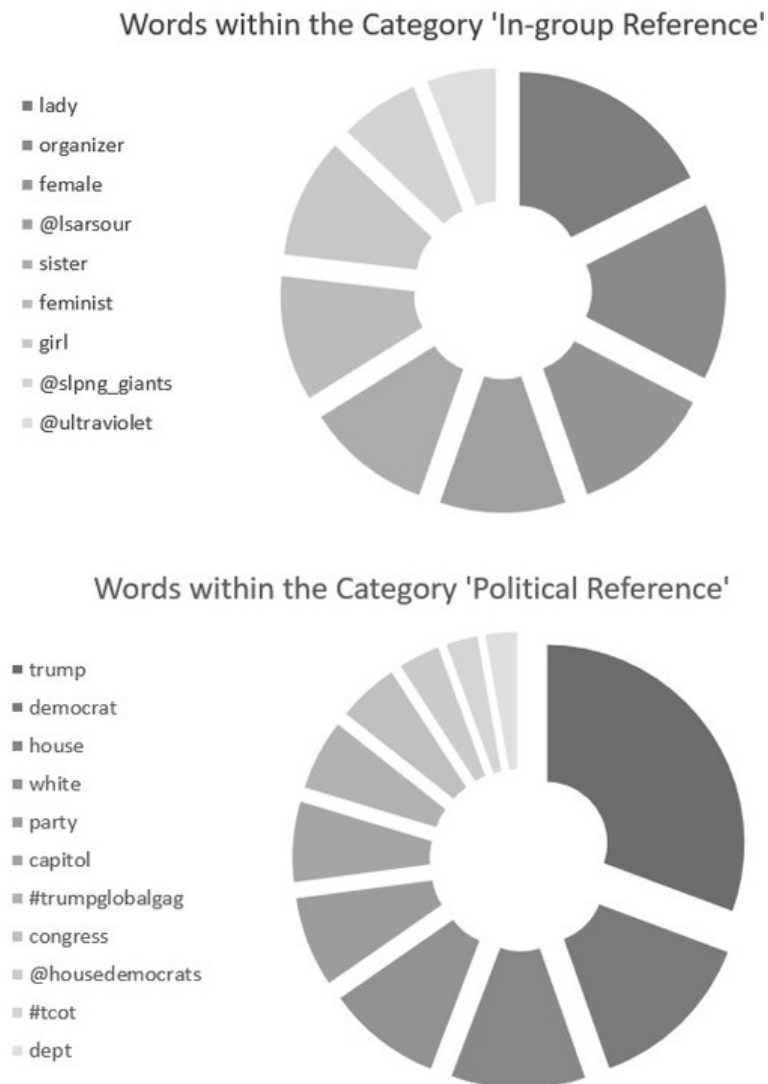 Words within the Category 'In-group Reference'
lady
organizer
female
@lsarsour
sister
feminist
girl
@slpng_giants
@ultraviolet
Words within the Category 'Political Reference'
trump
democrat
house
white
party
capitol
#trumpglobalgag
congress
@housedemocrats
#tcot
dept